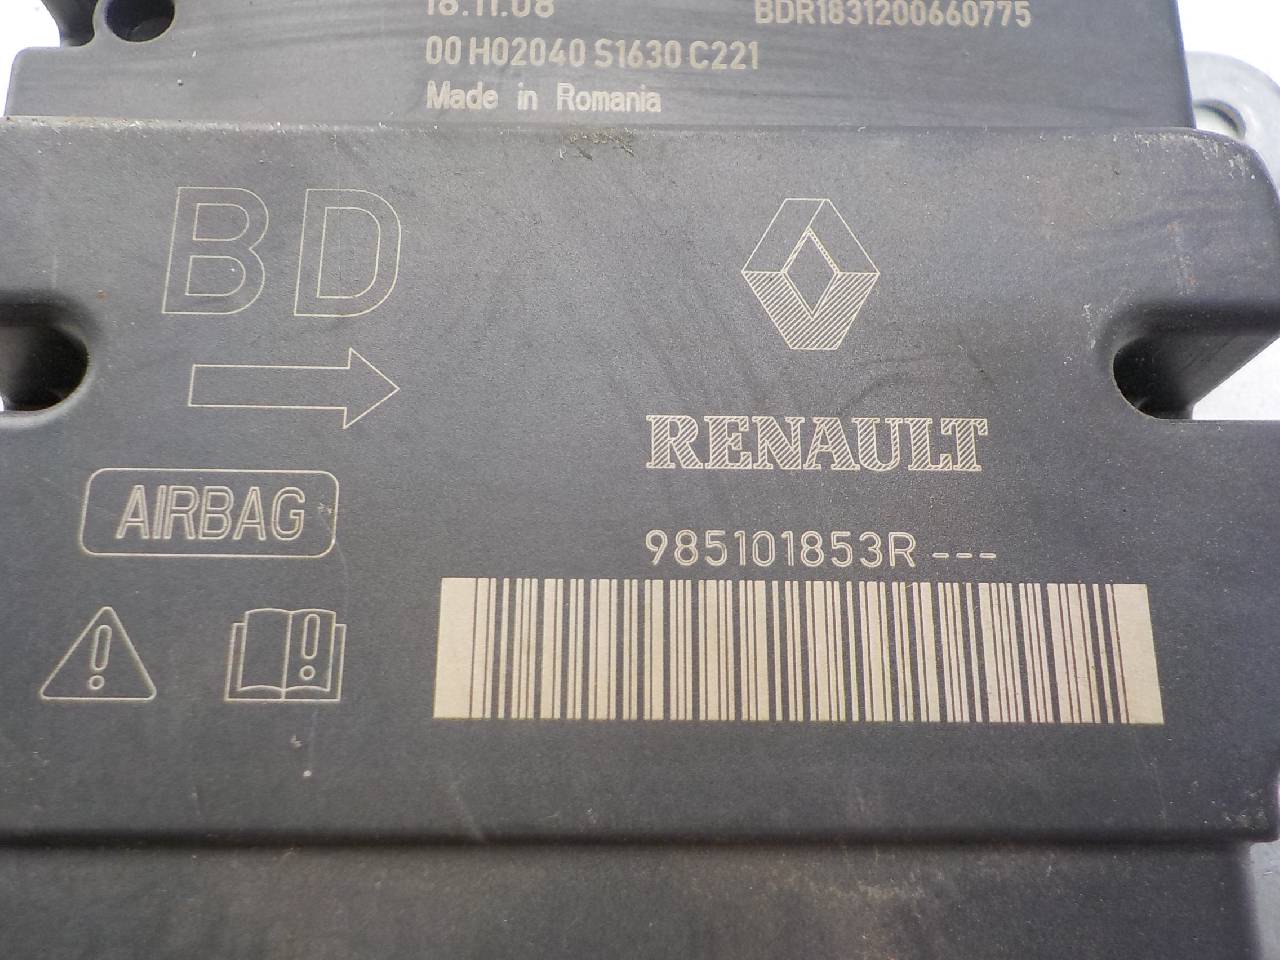 18.11.08 BDR1831200660775
00 H02040 S1630 C221
Made in Romania
BD
RENAULT
AIRBAG
985101853R ---